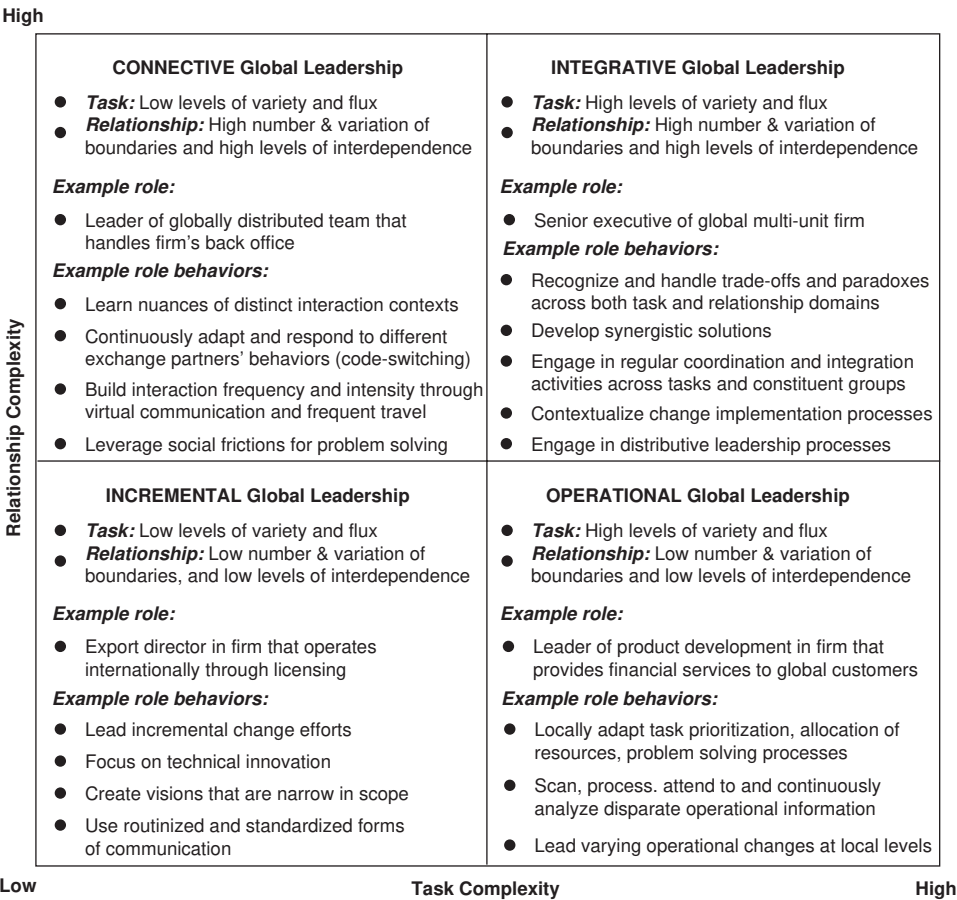 High
CONNECTIVE Global Leadership
● Task: Low levels of variety and flux
● Relationship: High number & variation of
boundaries and high levels of interdependence
Example role:
● Leader of globally distributed team that
handles firm's back office
Example role behaviors:
● Learn nuances of distinct interaction contexts
● Continuously adapt and respond to different
exchange partners' behaviors (code-switching)
● Build interaction frequency and intensity through
virtual communication and frequent travel
● Leverage social frictions for problem solving
INTEGRATIVE Global Leadership
● Task: High levels of variety and flux
● Relationship: High number & variation of
boundaries and high levels of interdependence
Example role:
● Senior executive of global multi-unit firm
Example role behaviors:
● Recognize and handle trade-offs and paradoxes
across both task and relationship domains
● Develop synergistic solutions
● Engage in regular coordination and integration
activities across tasks and constituent groups
● Contextualize change implementation processes
● Engage in distributive leadership processes
Relationship Complexity
INCREMENTAL Global Leadership
● Task: Low levels of variety and flux
● Relationship: Low number & variation of
boundaries, and low levels of interdependence
Example role:
● Export director in firm that operates
internationally through licensing
Example role behaviors:
● Lead incremental change efforts
● Focus on technical innovation
● Create visions that are narrow in scope
● Use routinized and standardized forms
of communication
OPERATIONAL Global Leadership
● Task: High levels of variety and flux
● Relationship: Low number & variation of
boundaries and low levels of interdependence
Example role:
● Leader of product development in firm that
provides financial services to global customers
Example role behaviors:
● Locally adapt task prioritization, allocation of
resources, problem solving processes
● Scan, process. attend to and continuously
analyze disparate operational information
● Lead varying operational changes at local levels
Low
Task Complexity
High